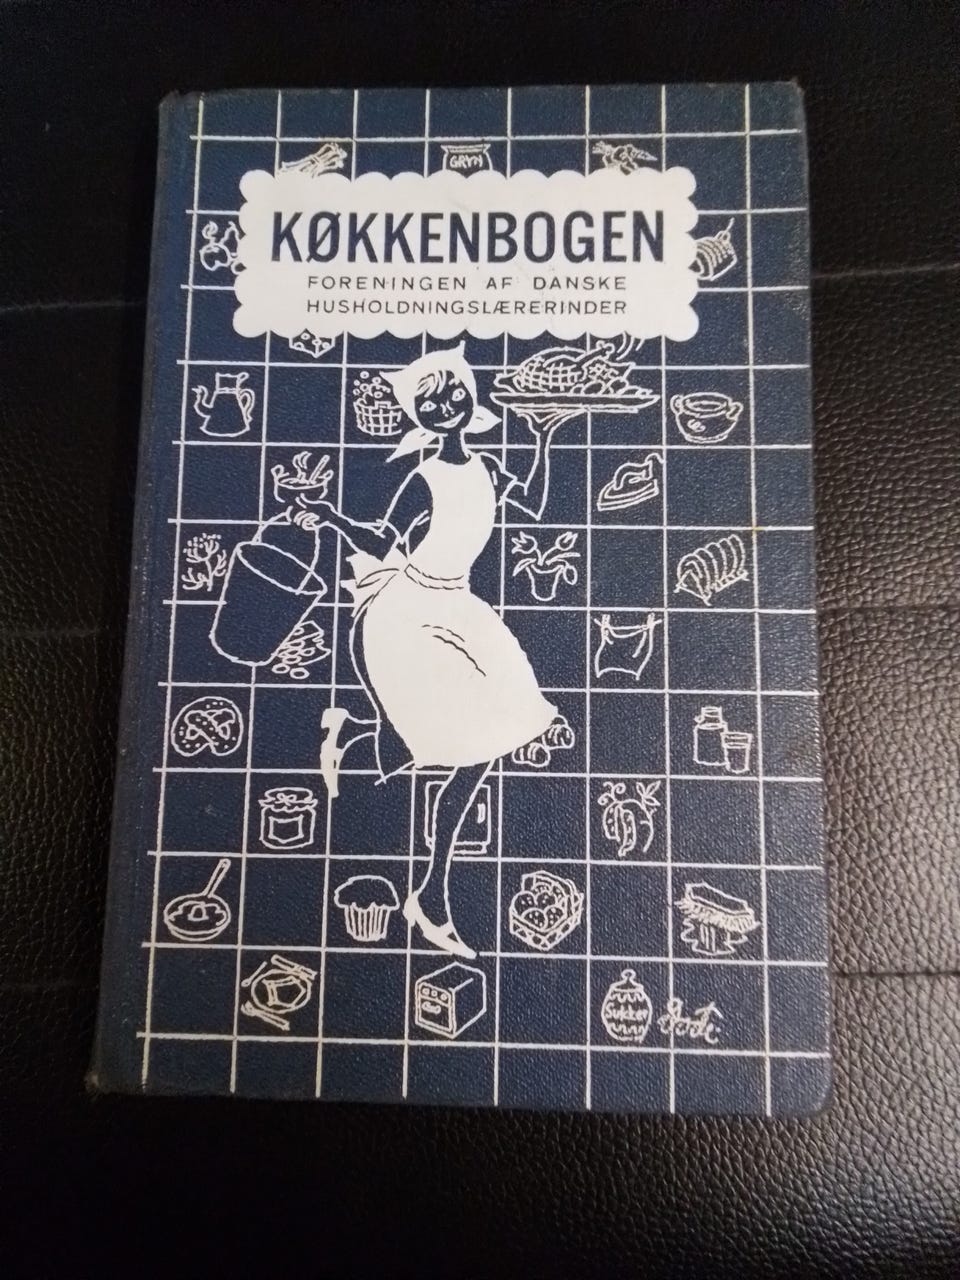 GRYN
KØKKENBOGEN
FORENINGEN AF DANSKE
HUSHOLDNINGSLÆRERINDER
Sukker